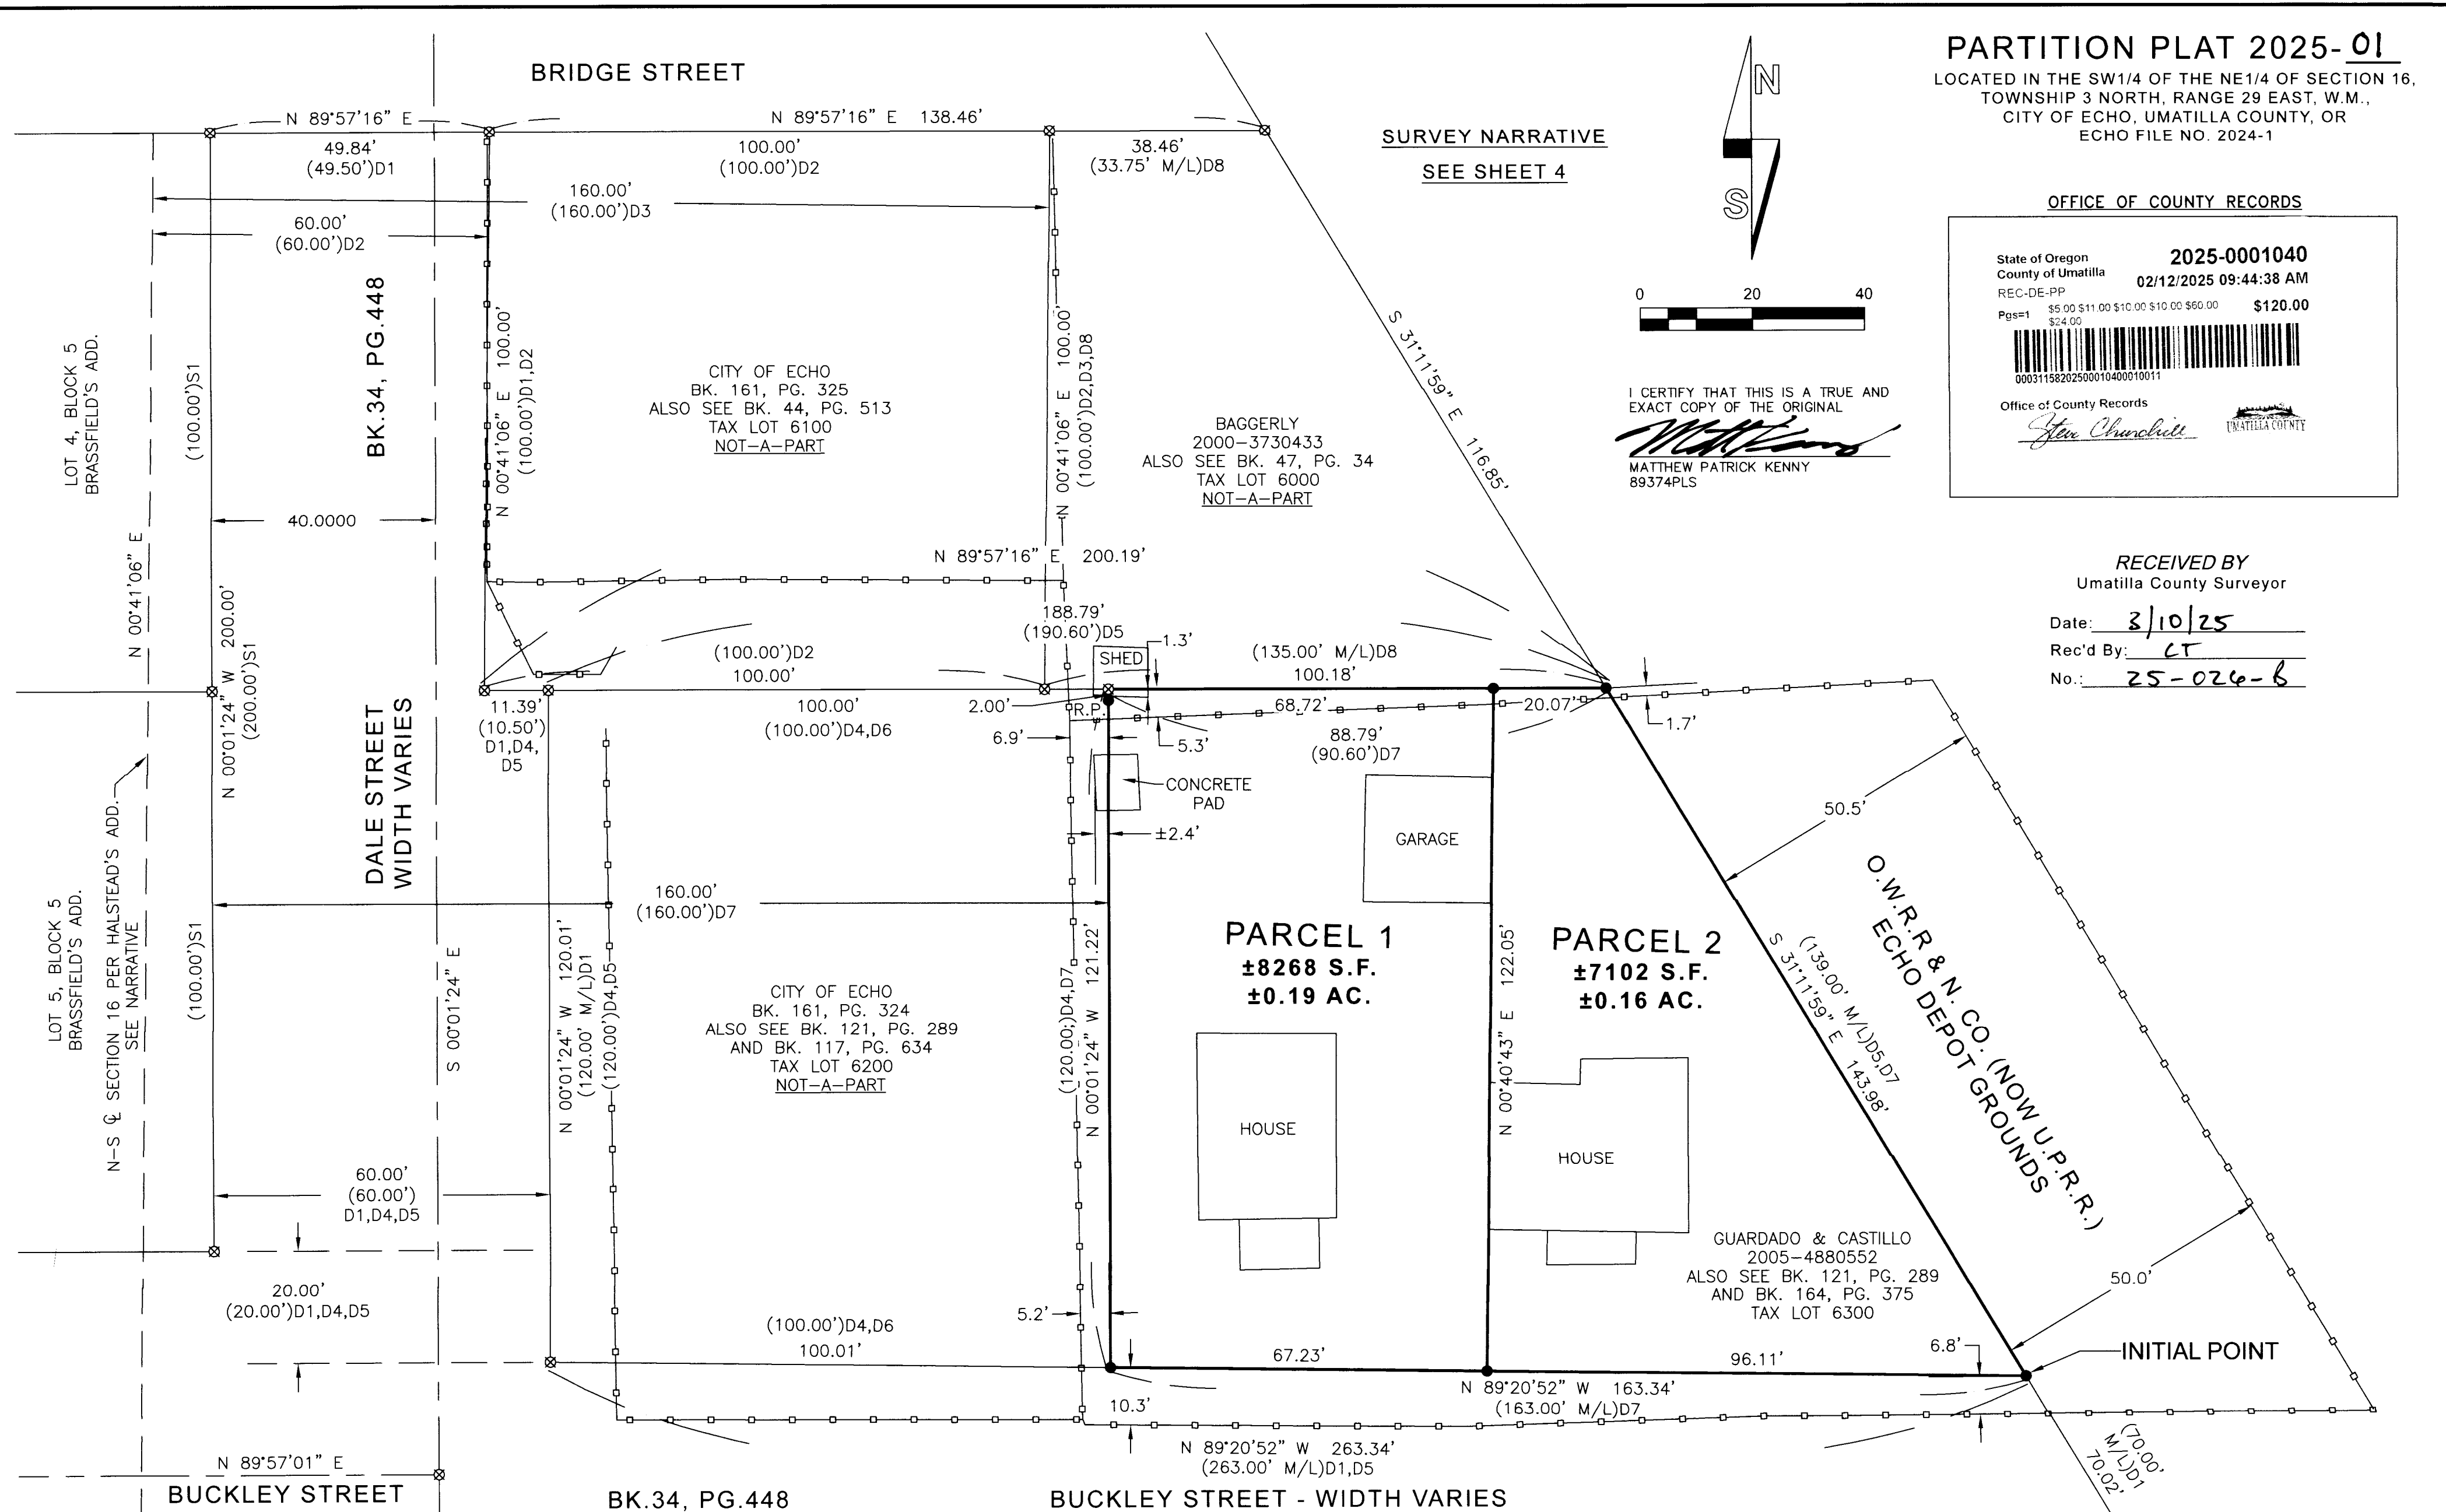 PARTITION PLAT 2025-01
LOCATED IN THE SW1/4 OF THE NE1/4 OF SECTION 16,
TOWNSHIP 3 NORTH, RANGE 29 EAST, W.M.,
CITY OF ECHO, UMATILLA COUNTY, OR
ECHO FILE NO. 2024-1
OFFICE OF COUNTY RECORDS
State of Oregon
County of Umatilla
2025-0001040
02/12/2025 09:44:38 AM
REC-DE-PP
Pgs=1
$5.00 $11.00 $10.00 $10.00 $60.00
$24.00
$120.00
00031158202500010400010011
Office of County Records
Steve Churchill
UMATILLA COUNTY
RECEIVED BY
Umatilla County Surveyor
Date: 3/10/25
Rec'd By: CT
No.: 25-026-B
N
S
0 20 40
I CERTIFY THAT THIS IS A TRUE AND
EXACT COPY OF THE ORIGINAL
MATTHEW PATRICK KENNY
89374PLS
SURVEY NARRATIVE
SEE SHEET 4
BRIDGE STREET
N 89°57'16" E
49.84'
(49.50')D1
N 89°57'16" E 138.46'
100.00'
(100.00')D2
38.46'
(33.75' M/L)D8
160.00'
(160.00')D3
60.00'
(60.00')D2
LOT 4, BLOCK 5
BRASSFIELD'S ADD.
(100.00')S1
BK.34, PG.448
N 00°41'06" E 100.00'
(100.00')D1,D2
CITY OF ECHO
BK. 161, PG. 325
ALSO SEE BK. 44, PG. 513
TAX LOT 6100
NOT-A-PART
N 00°41'06" E 100.00'
(100.00')D2,D3,D8
BAGGERLY
2000-3730433
ALSO SEE BK. 47, PG. 34
TAX LOT 6000
NOT-A-PART
S 31°11'59" E 116.85'
40.0000
N 00°41'06" E
N 89°57'16" E 200.19'
188.79'
(190.60')D5
1.3'
SHED
(100.00')D2
100.00'
(135.00' M/L)D8
100.18'
N 00°01'24" W 200.00'
(200.00')S1
11.39'
(10.50')
D1,D4,
D5
100.00'
(100.00')D4,D6
2.00'
R.P.
68.72'
20.07'
1.7'
6.9'
5.3'
88.79'
(90.60')D7
CONCRETE
PAD
±2.4'
GARAGE
50.5'
DALE STREET
WIDTH VARIES
160.00'
(160.00')D7
LOT 5, BLOCK 5
BRASSFIELD'S ADD.
N-S ℄ SECTION 16 PER HALSTEAD'S ADD.
SEE NARRATIVE
(100.00')S1
S 00°01'24" E
N 00°01'24" W 120.01'
(120.00' M/L)D1
(120.00')D4,D5
CITY OF ECHO
BK. 161, PG. 324
ALSO SEE BK. 121, PG. 289
AND BK. 117, PG. 634
TAX LOT 6200
NOT-A-PART
(120.00;)D4,D7
N 00°01'24" W 121.22'
PARCEL 1
±8268 S.F.
±0.19 AC.
N 00°40'43" E 122.05'
PARCEL 2
±7102 S.F.
±0.16 AC.
(139.00' M/L)D5,D7
S 31°11'59" E 143.98'
O.W.R.R & N. CO. (NOW U.P.R.R.)
ECHO DEPOT GROUNDS
HOUSE
HOUSE
60.00'
(60.00')
D1,D4,D5
20.00'
(20.00')D1,D4,D5
GUARDADO & CASTILLO
2005-4880552
ALSO SEE BK. 121, PG. 289
AND BK. 164, PG. 375
TAX LOT 6300
50.0'
5.2'
(100.00')D4,D6
100.01'
67.23'
96.11'
6.8'
INITIAL POINT
N 89°20'52" W 163.34'
(163.00' M/L)D7
10.3'
N 89°20'52" W 263.34'
(263.00' M/L)D1,D5
(70.00'
M/L)D1
70.02'
N 89°57'01" E
BUCKLEY STREET
BK.34, PG.448
BUCKLEY STREET - WIDTH VARIES